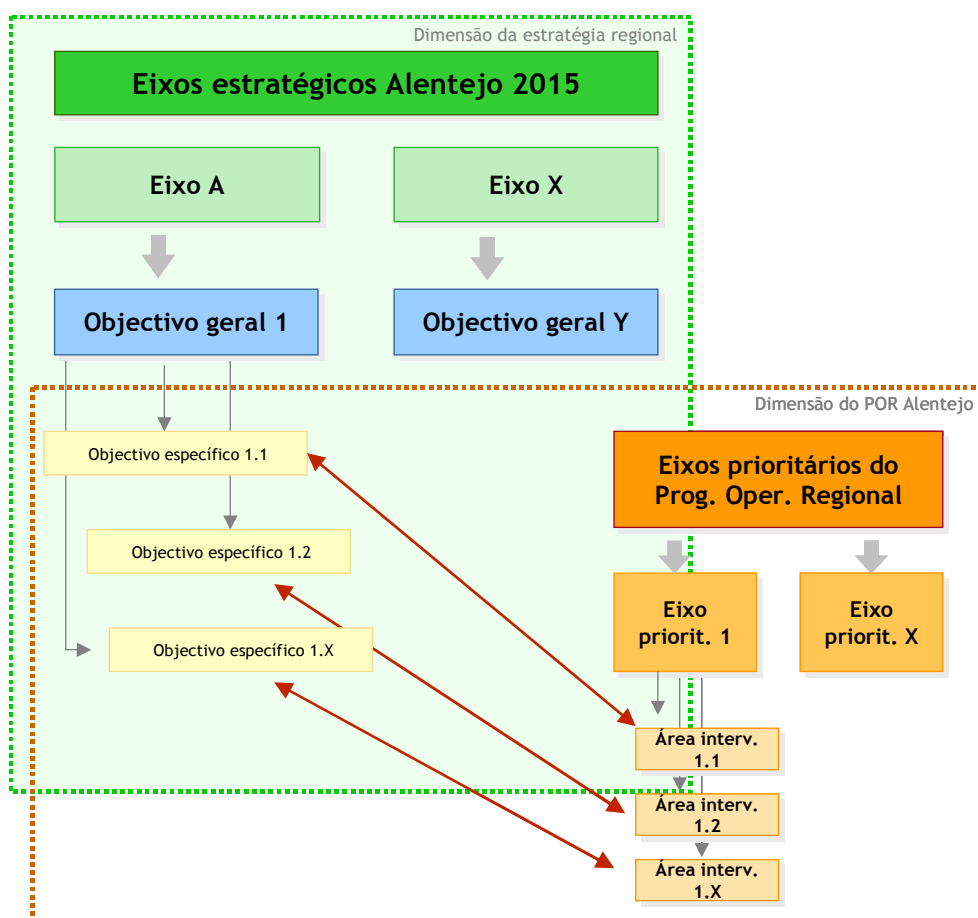 Dimensão da estratégia regional
Eixos estratégicos Alentejo 2015
Eixo A
Eixo X
Objectivo geral 1
Objectivo geral Y
Dimensão do POR Alentejo
Objectivo específico 1.1
Eixos prioritários do
Prog. Oper. Regional
Objectivo específico 1.2
Eixo
priorit. 1
Eixo
priorit. X
Objectivo específico 1.X
Área interv.
1.1
Área interv.
1.2
Área interv.
1.X